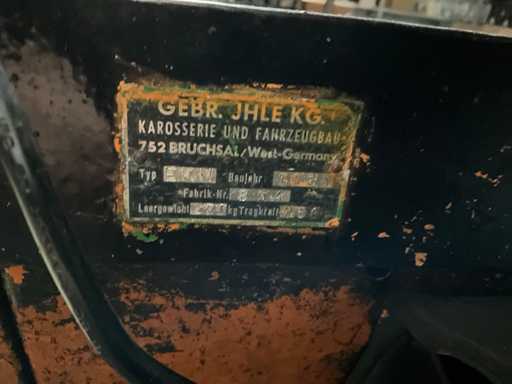 GEBR. JHLE KG.
KAROSSERIE UND FAHRZEUGBAU
752 BRUCHSAL/West-Germany
Typ Baujahr
Fabrik-Nr.
Leergewicht kg Tragkraft